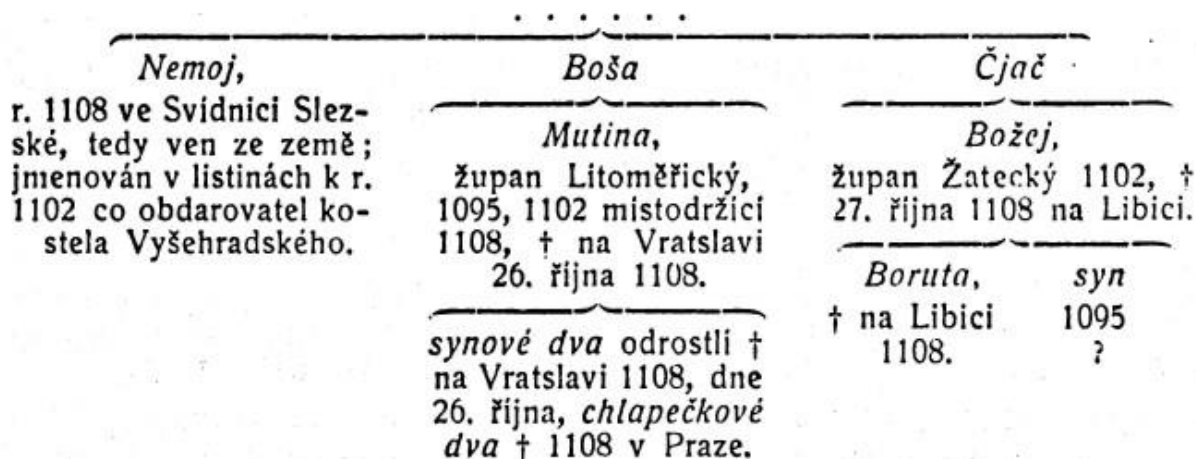 . . . . . .
Nemoj,
r. 1108 ve Svídnici Slez-
ské, tedy ven ze země;
jmenován v listinách k r.
1102 co obdarovatel ko-
stela Vyšehradského.
Boša
Mutina,
župan Litoměřický,
1095, 1102 místodržící
1108, † na Vratslavi
26. října 1108.
synové dva odrostlí †
na Vratslavi 1108, dne
26. října, chlapečkové
dva † 1108 v Praze.
Čjač
Božej,
župan Žatecký 1102, †
27. října 1108 na Libici.
Boruta,
† na Libici
1108.
syn
1095
?